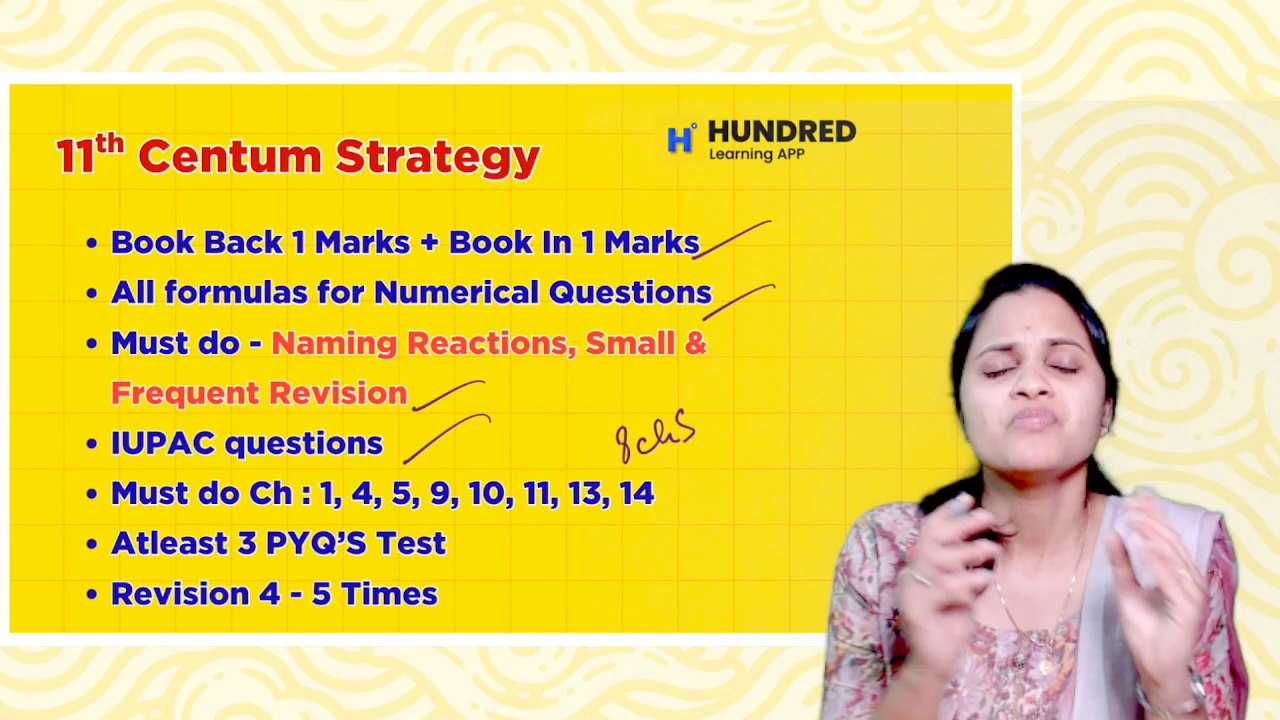 11th Centum Strategy
HUNDRED
Learning APP
• Book Back 1 Marks + Book In 1 Marks
• All formulas for Numerical Questions
• Must do - Naming Reactions, Small &
Frequent Revision
• IUPAC questions
8 chs
• Must do Ch : 1, 4, 5, 9, 10, 11, 13, 14
• Atleast 3 PYQ'S Test
• Revision 4 - 5 Times